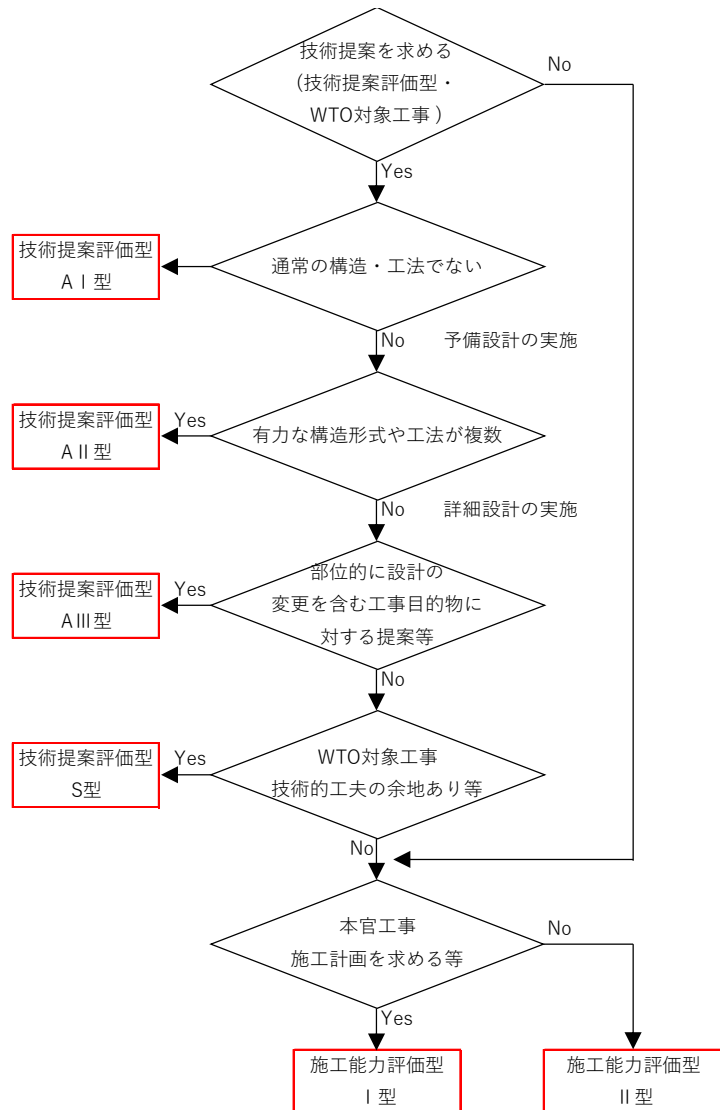 技術提案を求める
(技術提案評価型・
WTO対象工事 )
No
Yes
技術提案評価型
AⅠ型
通常の構造・工法でない
No
予備設計の実施
技術提案評価型
AⅡ型
Yes
有力な構造形式や工法が複数
No
詳細設計の実施
技術提案評価型
AⅢ型
Yes
部位的に設計の
変更を含む工事目的物に
対する提案等
No
技術提案評価型
S型
Yes
WTO対象工事
技術的工夫の余地あり等
No
本官工事
施工計画を求める等
No
Yes
施工能力評価型
Ⅰ型
施工能力評価型
Ⅱ型